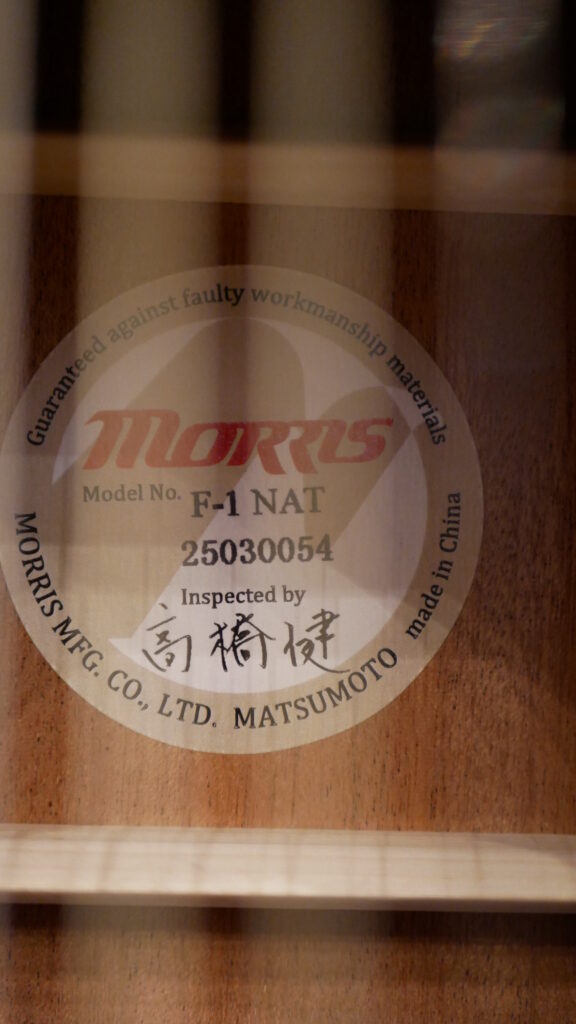 Guaranteed against faulty workmanship materials
MORRIS
Model No. F-1 NAT
25030054
Inspected by
高橋健
MORRIS MFG. CO., LTD. MATSUMOTO made in China